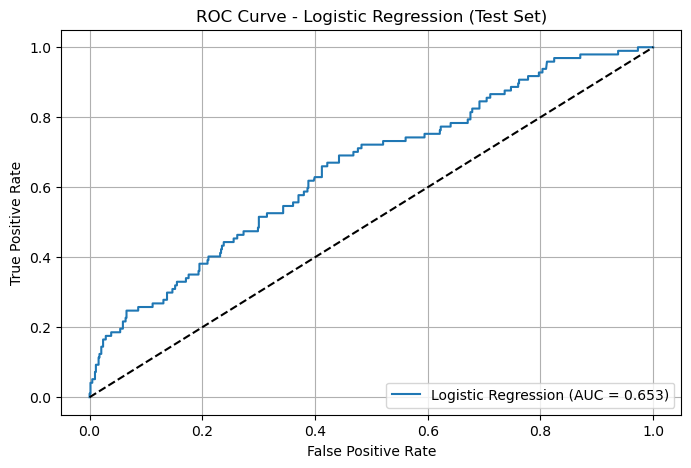 ROC Curve - Logistic Regression (Test Set)
1.0
0.8
0.6
0.4
0.2
0.0
True Positive Rate
Logistic Regression (AUC = 0.653)
0.0 0.2 0.4 0.6 0.8 1.0
False Positive Rate